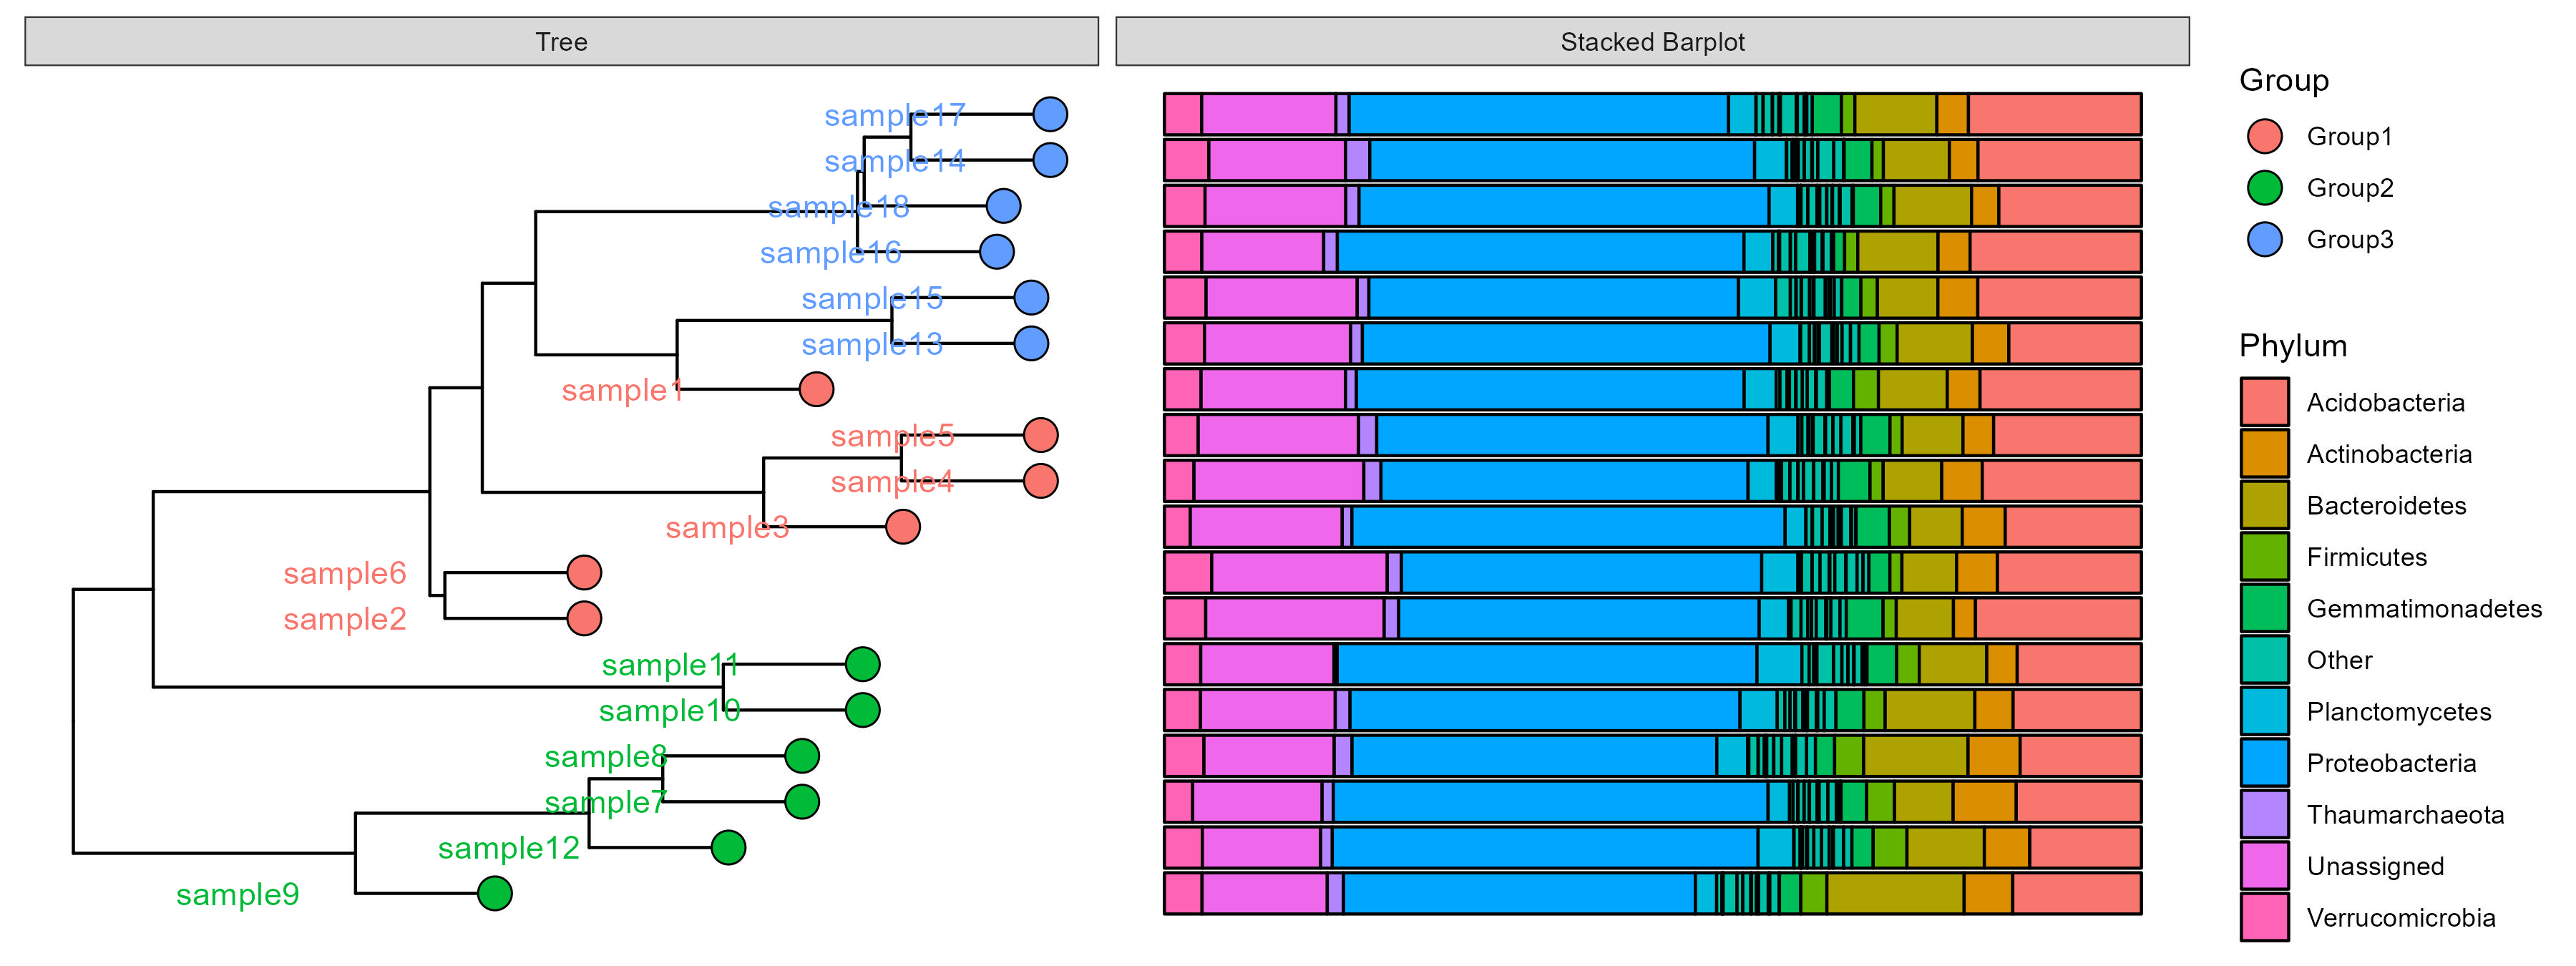 Tree
Stacked Barplot
sample17
sample14
sample18
sample16
sample15
sample13
sample1
sample5
sample4
sample3
sample6
sample2
sample11
sample10
sample8
sample7
sample12
sample9
Group
Group1
Group2
Group3
Phylum
Acidobacteria
Actinobacteria
Bacteroidetes
Firmicutes
Gemmatimonadetes
Other
Planctomycetes
Proteobacteria
Thaumarchaeota
Unassigned
Verrucomicrobia